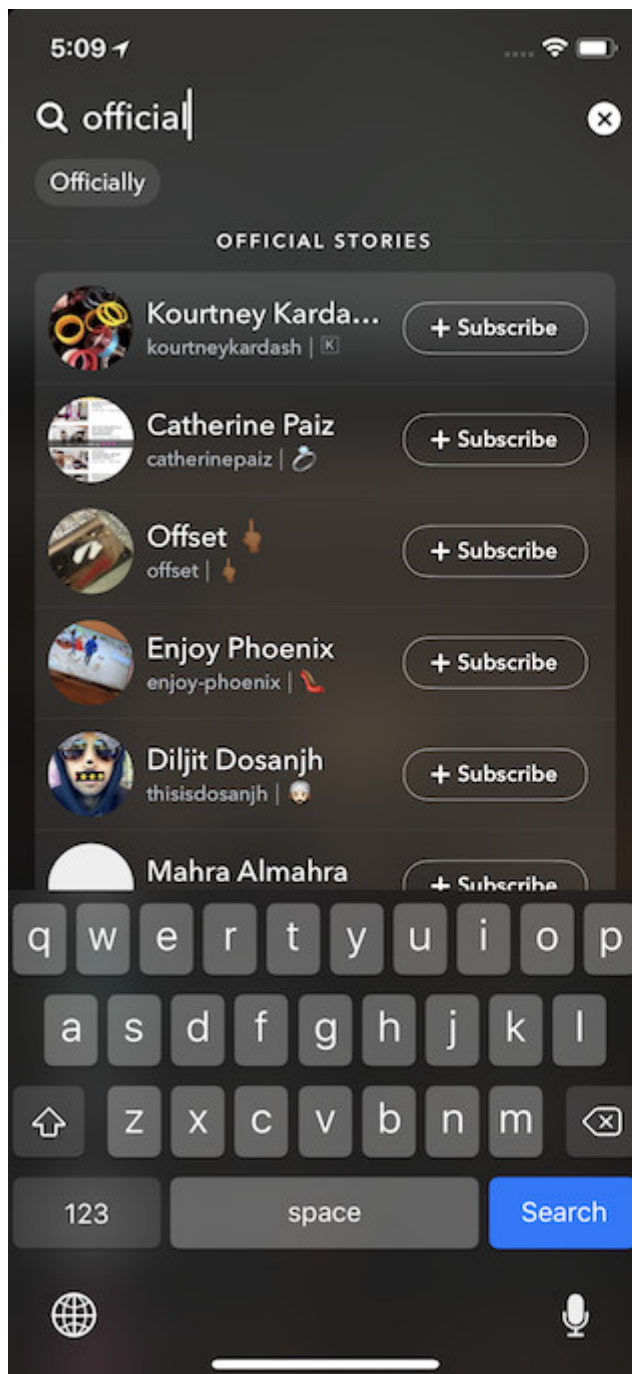 5:09
official
Officially
OFFICIAL STORIES
Kourtney Karda...
kourtneykardash | 🄺
+ Subscribe
Catherine Paiz
catherinepaiz | 💍
+ Subscribe
Offset 🖕🏾
offset | 🖕🏾
+ Subscribe
Enjoy Phoenix
enjoy-phoenix | 👠
+ Subscribe
Diljit Dosanjh
thisisdosanjh | 👳🏻
+ Subscribe
Mahra Almahra
+ Subscribe
q w e r t y u i o p
a s d f g h j k l
z x c v b n m
123 space Search